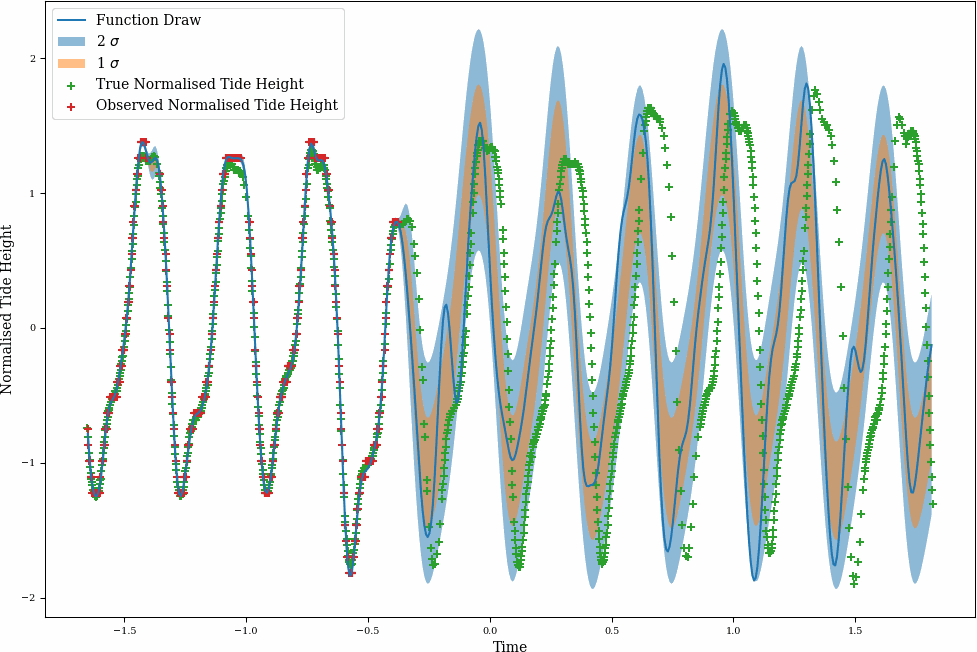 Function Draw
2 σ
1 σ
True Normalised Tide Height
Observed Normalised Tide Height
Normalised Tide Height
2
1
0
−1
−2
−1.5
−1.0
−0.5
0.0
0.5
1.0
1.5
Time